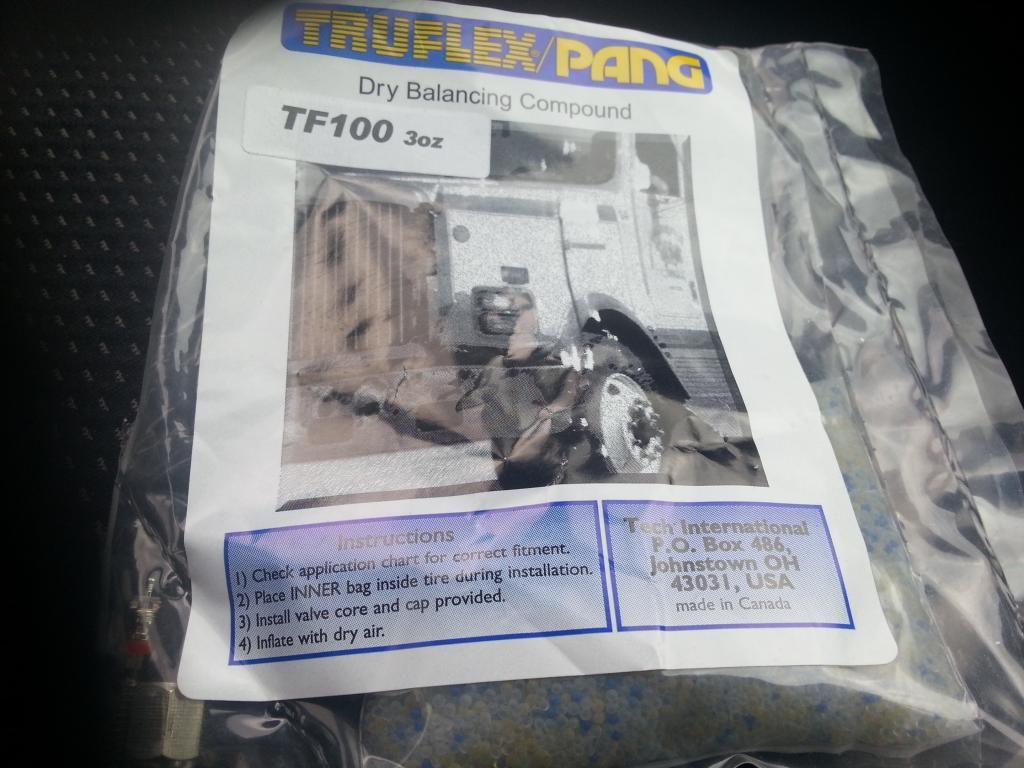 TRUFLEX/PANG
Dry Balancing Compound
TF100 3oz
Instructions
1) Check application chart for correct fitment.
2) Place INNER bag inside tire during installation.
3) Install valve core and cap provided.
4) Inflate with dry air.
Tech International
P.O. Box 486,
Johnstown OH
43031, USA
made in Canada